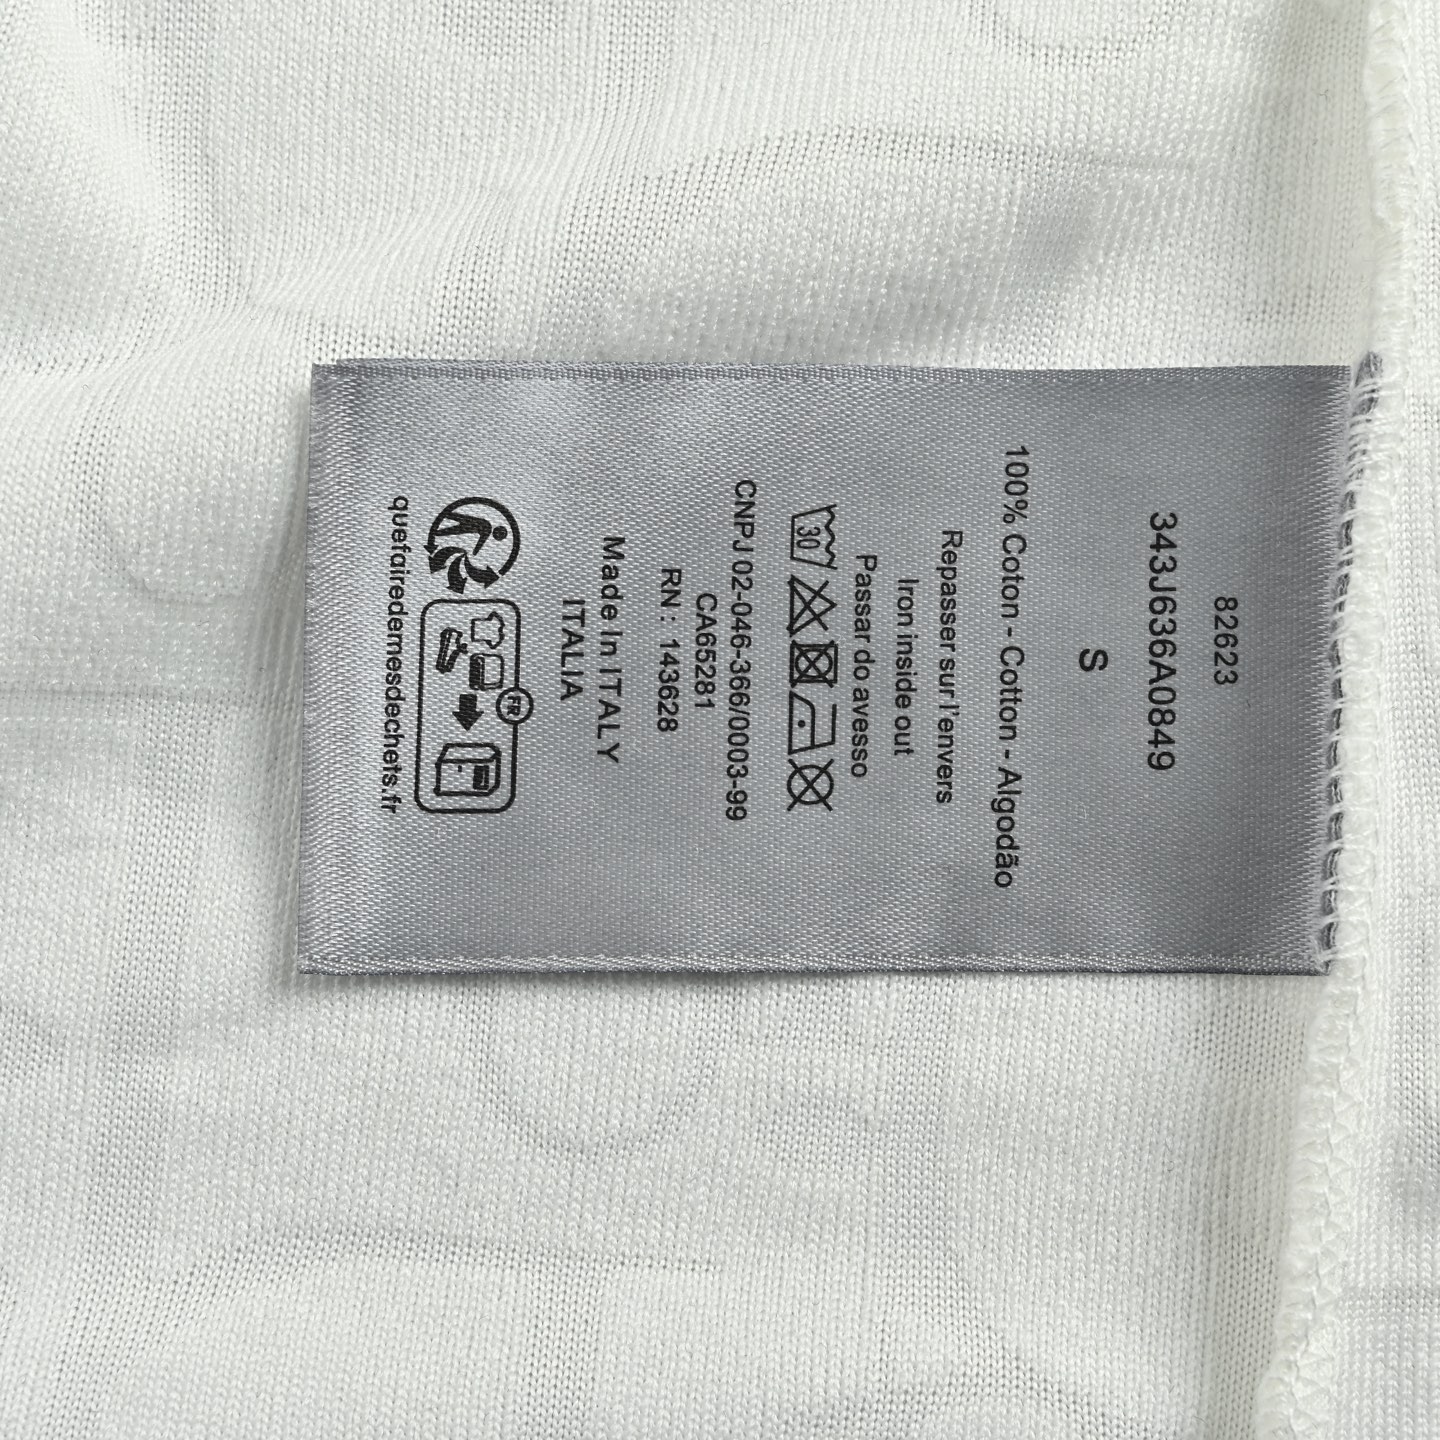 82623
343J636A0849
S
100% Coton - Cotton - Algodão
Repasser sur l'envers
Iron inside out
Passar do avesso
30
CNPJ 02-046-366/0003-99
CA65281
RN : 143628
Made In ITALY
ITALIA
FR
quefairedemesdechets.fr